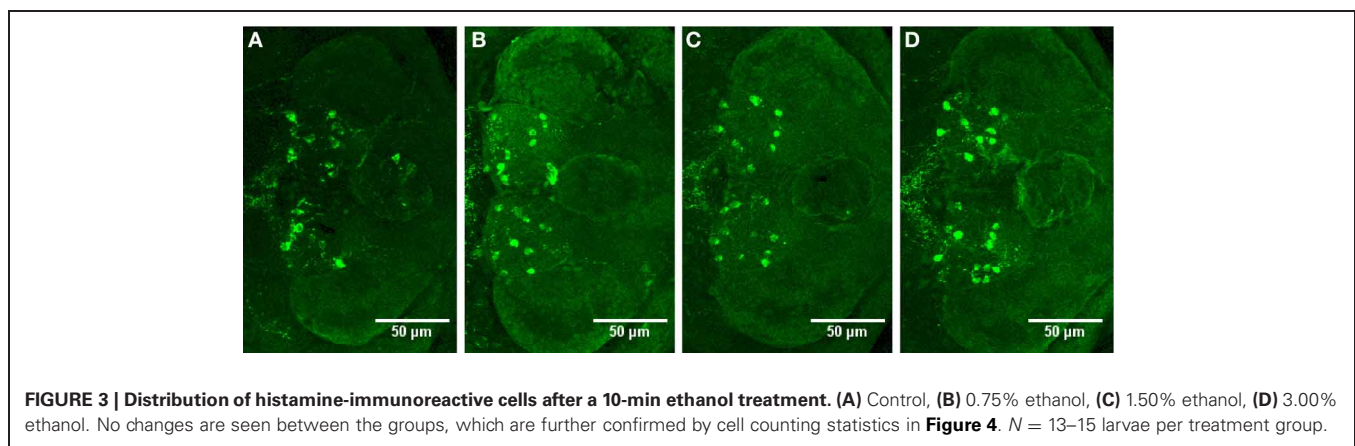 A B C D
50 μm 50 μm 50 μm 50 μm
FIGURE 3 | Distribution of histamine-immunoreactive cells after a 10-min ethanol treatment. (A) Control, (B) 0.75% ethanol, (C) 1.50% ethanol, (D) 3.00%
ethanol. No changes are seen between the groups, which are further confirmed by cell counting statistics in Figure 4. N = 13–15 larvae per treatment group.